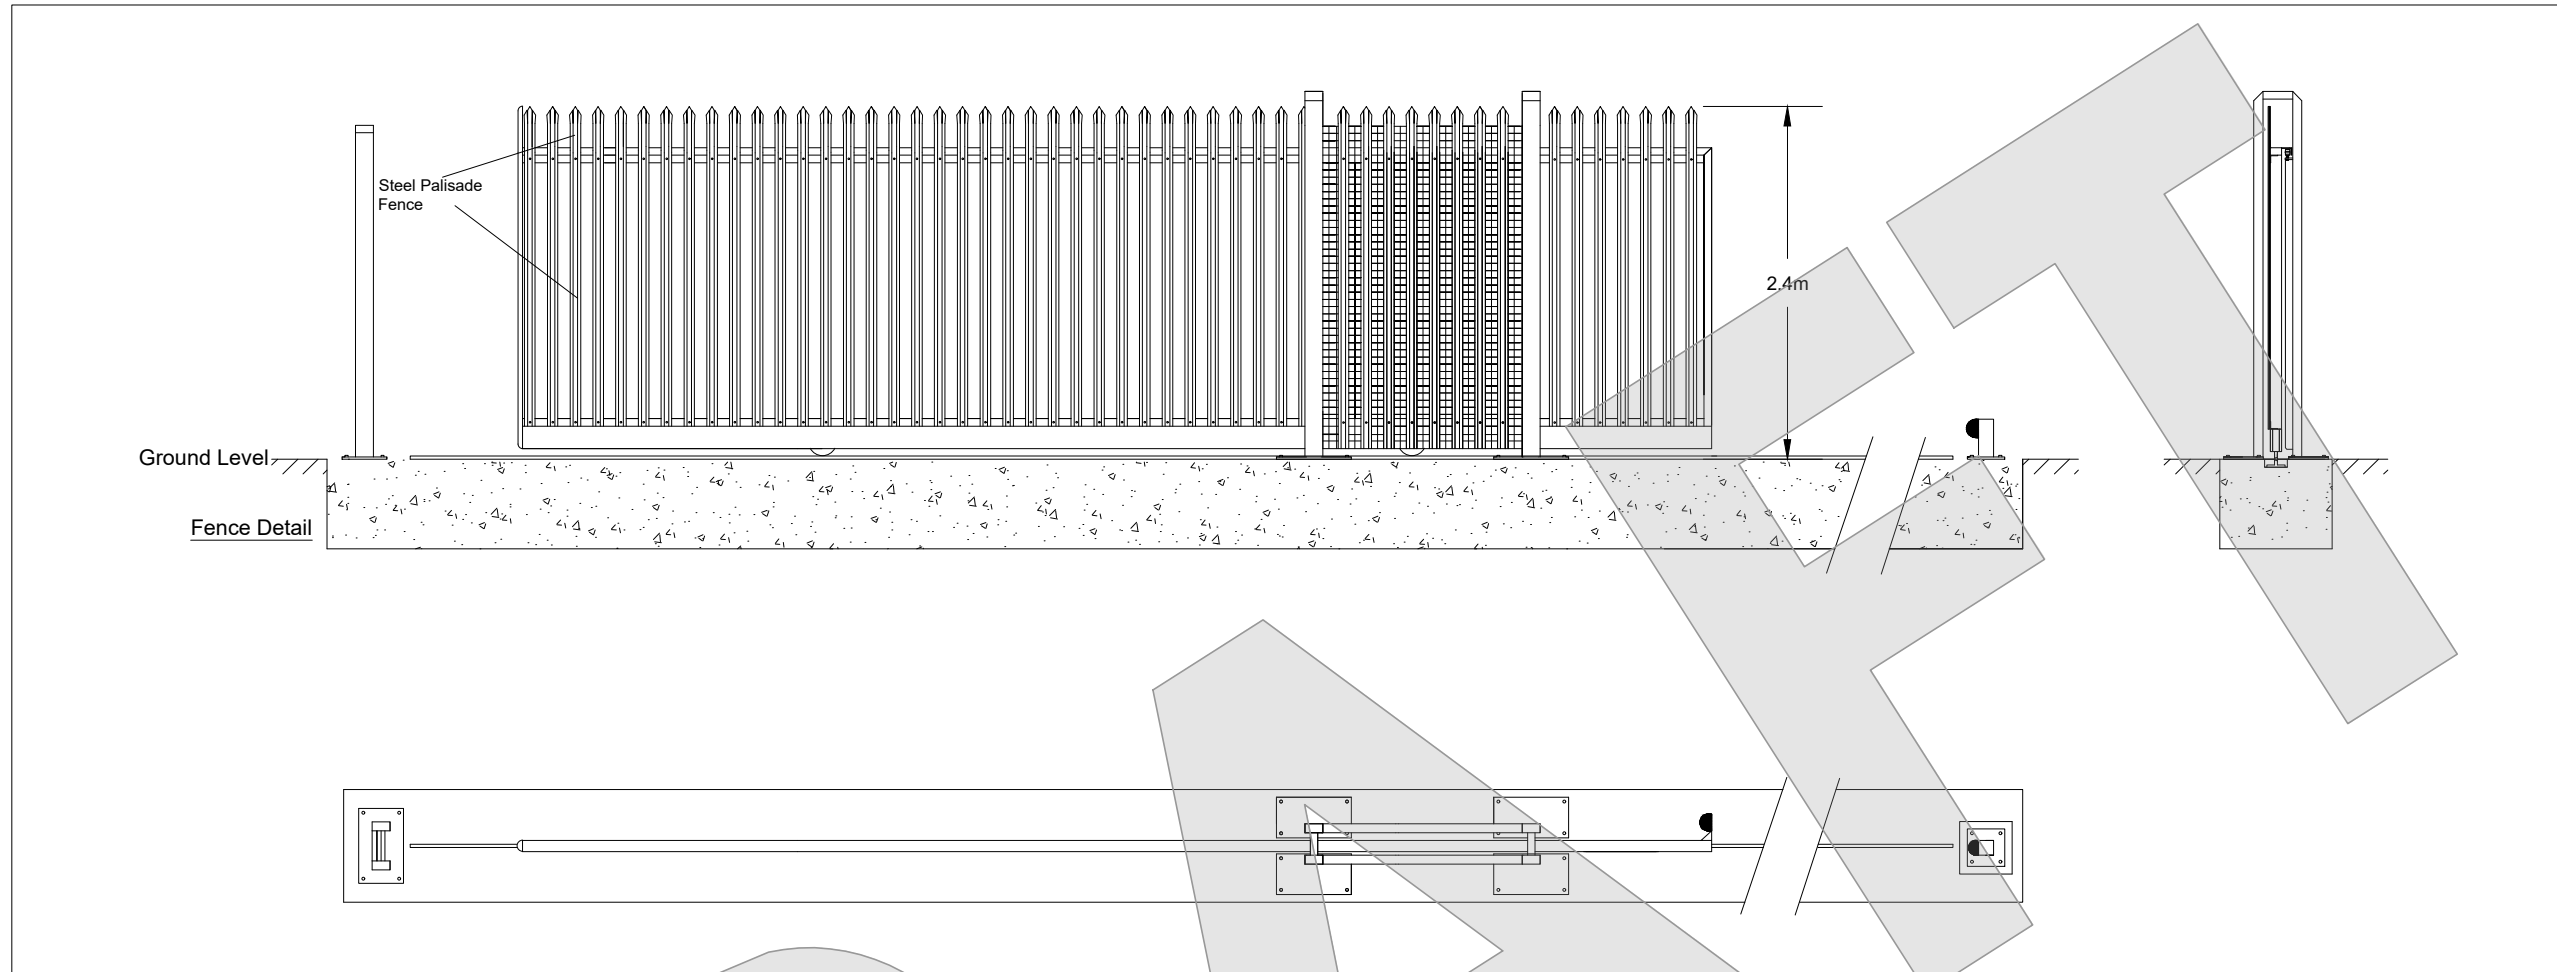 Steel Palisade
Fence
2.4m
Ground Level
Fence Detail